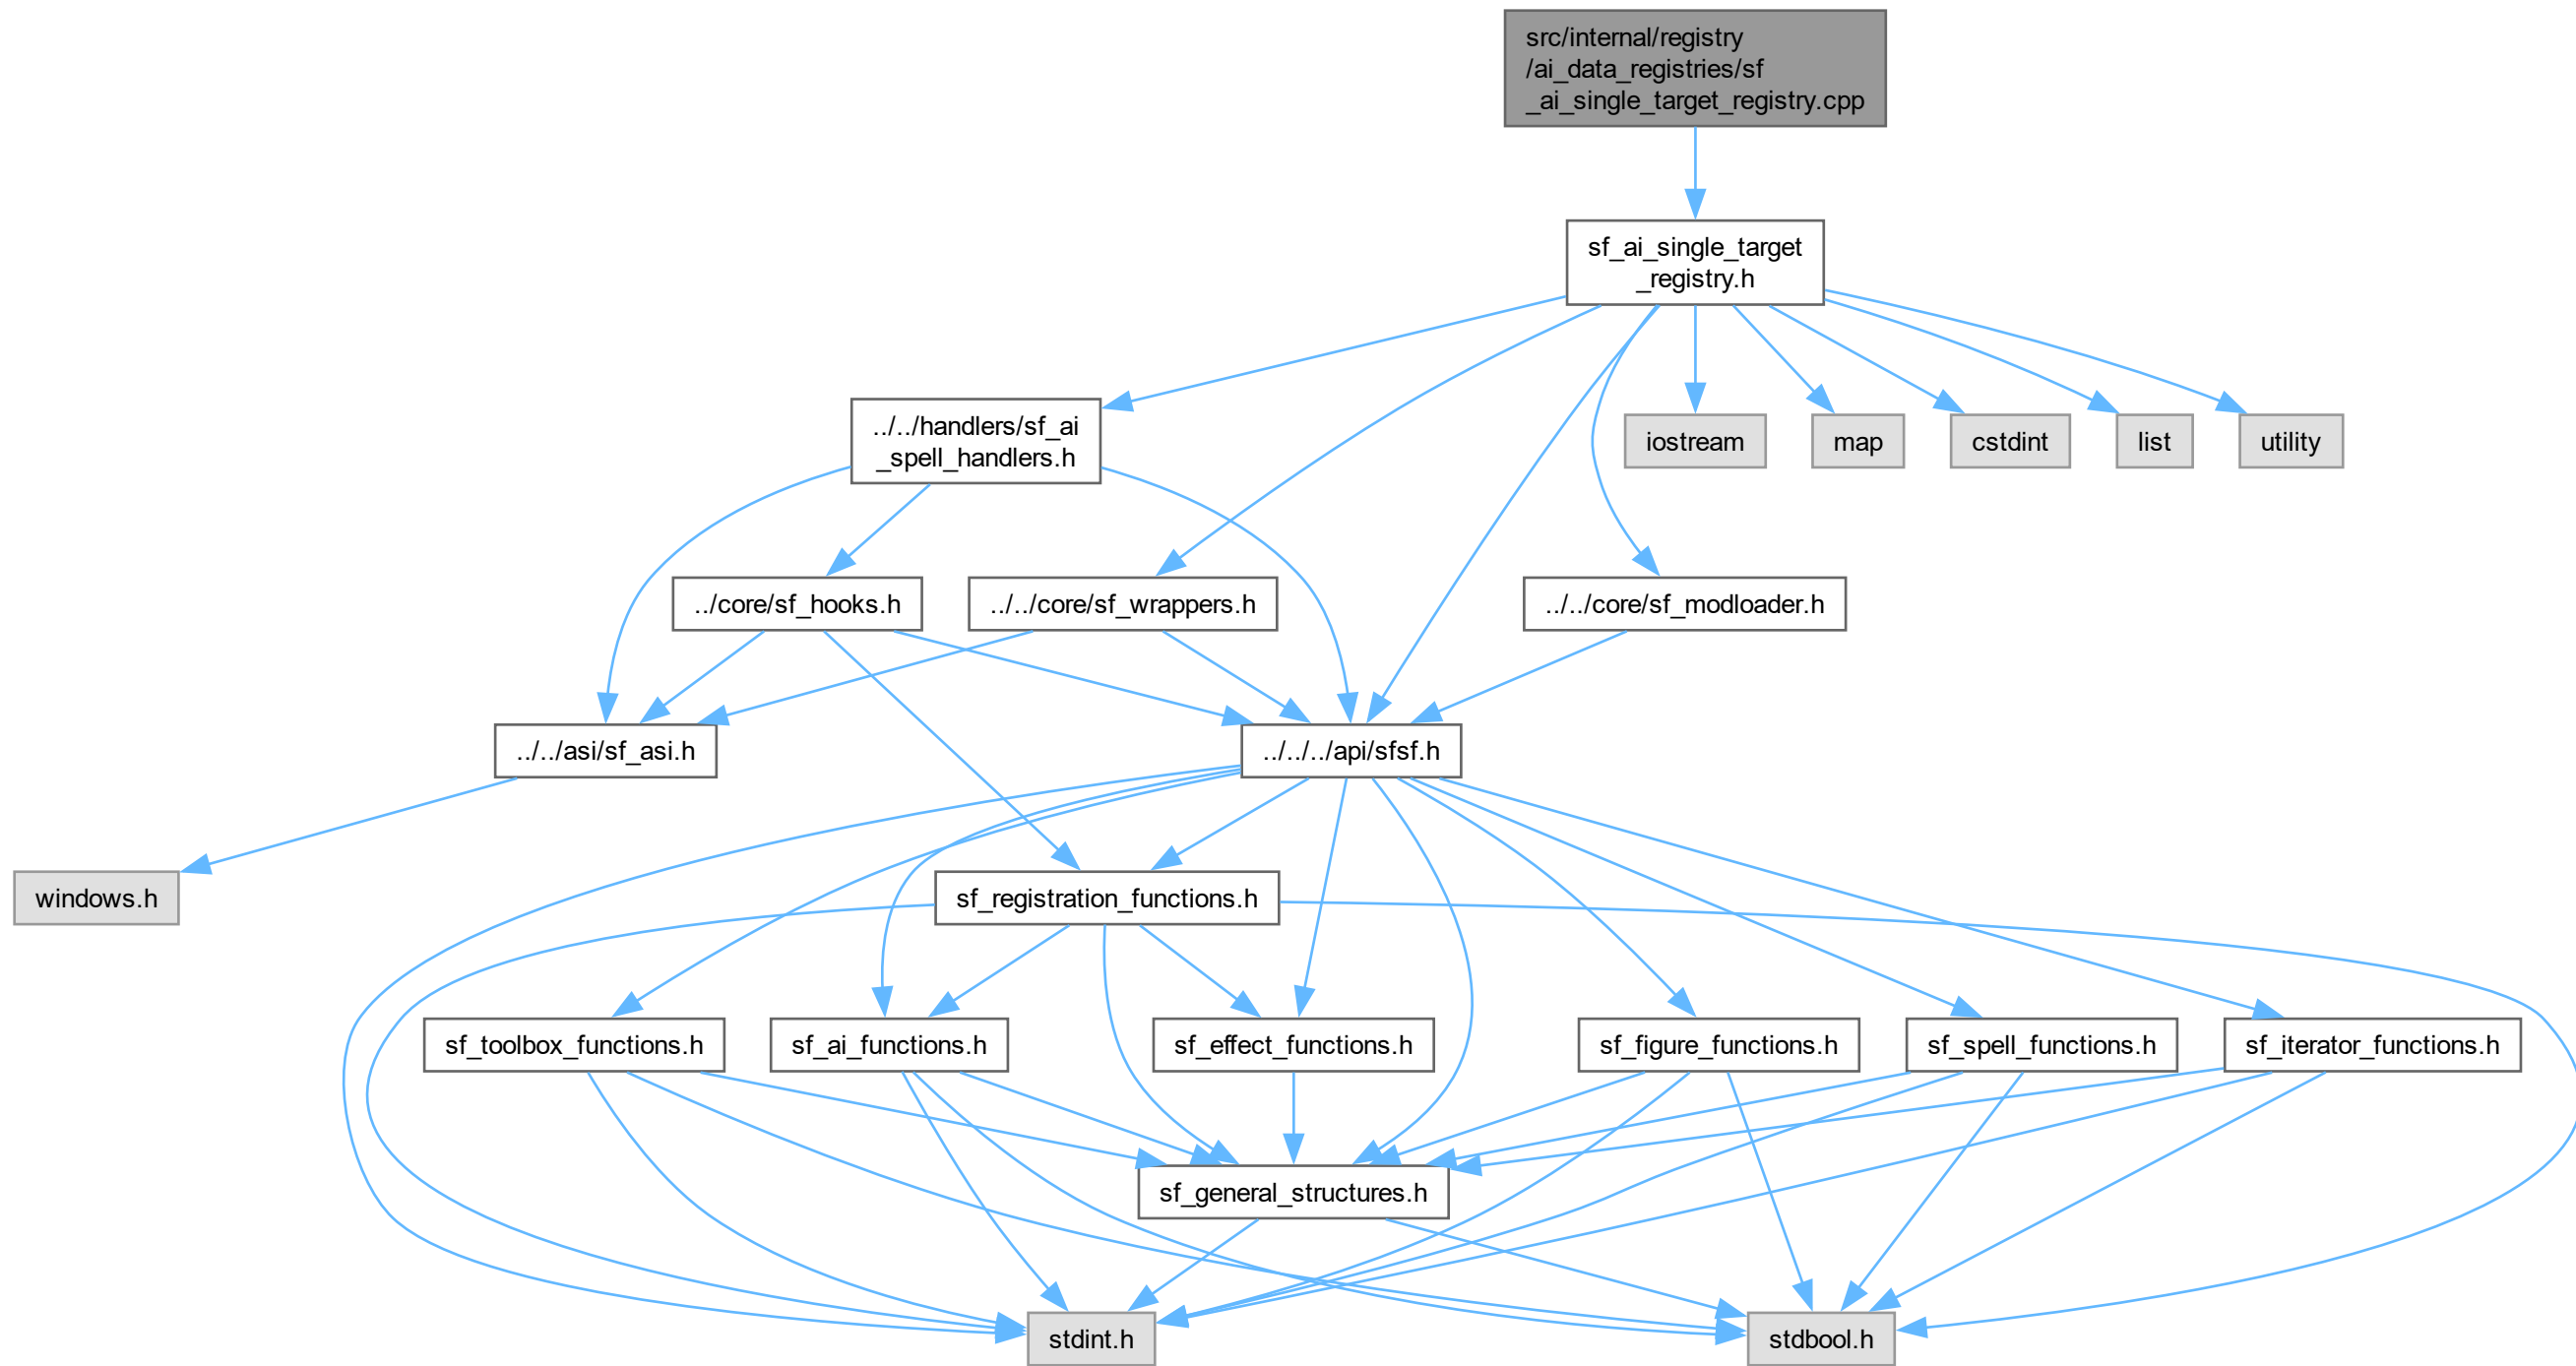 src/internal/registry
/ai_data_registries/sf
_ai_single_target_registry.cpp
sf_ai_single_target
_registry.h
../../handlers/sf_ai
_spell_handlers.h
iostream
map
cstdint
list
utility
../core/sf_hooks.h
../../core/sf_wrappers.h
../../core/sf_modloader.h
../../asi/sf_asi.h
../../../api/sfsf.h
windows.h
sf_registration_functions.h
sf_toolbox_functions.h
sf_ai_functions.h
sf_effect_functions.h
sf_figure_functions.h
sf_spell_functions.h
sf_iterator_functions.h
sf_general_structures.h
stdint.h
stdbool.h